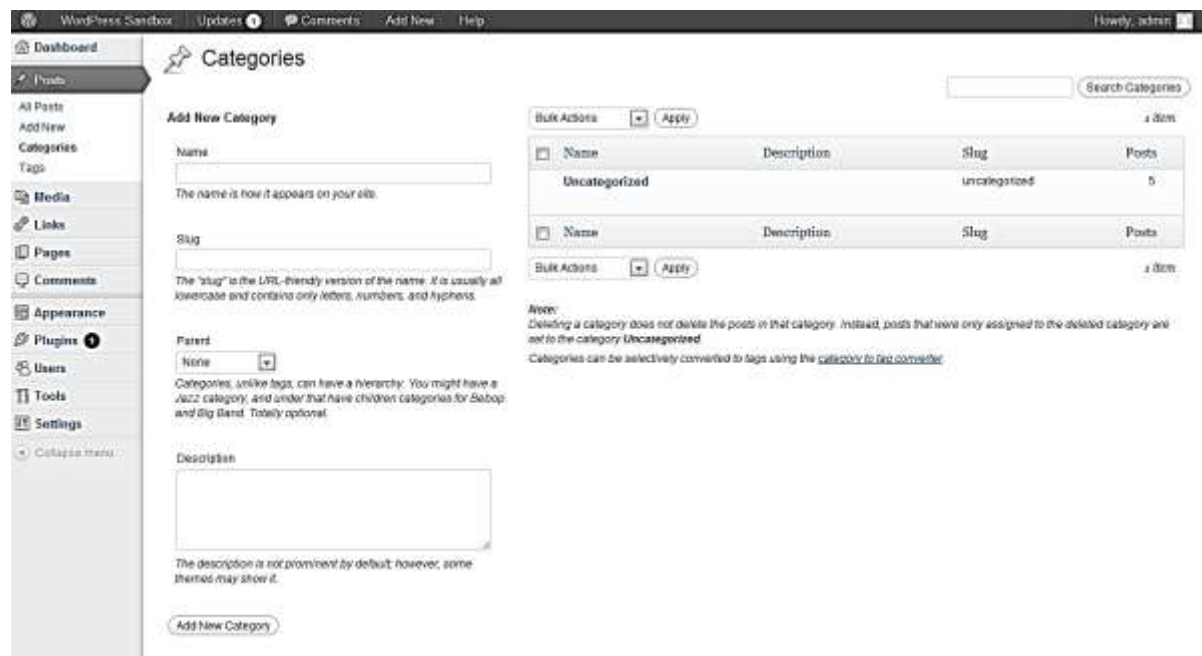 WordPress Sandbox Updates 1 Comments Add New Help Howdy, admin
Dashboard
Posts
All Posts
Add New
Categories
Tags
Media
Links
Pages
Comments
Appearance
Plugins 1
Users
Tools
Settings
Collapse menu
Categories
Search Categories
Add New Category
Name
The name is how it appears on your site.
Slug
The "slug" is the URL-friendly version of the name. It is usually all
lowercase and contains only letters, numbers, and hyphens.
Parent
None
Categories, unlike tags, can have a hierarchy. You might have a
Jazz category, and under that have children categories for Bebop
and Big Band. Totally optional.
Description
The description is not prominent by default; however, some
themes may show it.
Add New Category
Bulk Actions Apply 1 item
Name Description Slug Posts
Uncategorized uncategorized 5
Name Description Slug Posts
Bulk Actions Apply 1 item
Note:
Deleting a category does not delete the posts in that category. Instead, posts that were only assigned to the deleted category are
set to the category Uncategorized.
Categories can be selectively converted to tags using the category to tag converter.